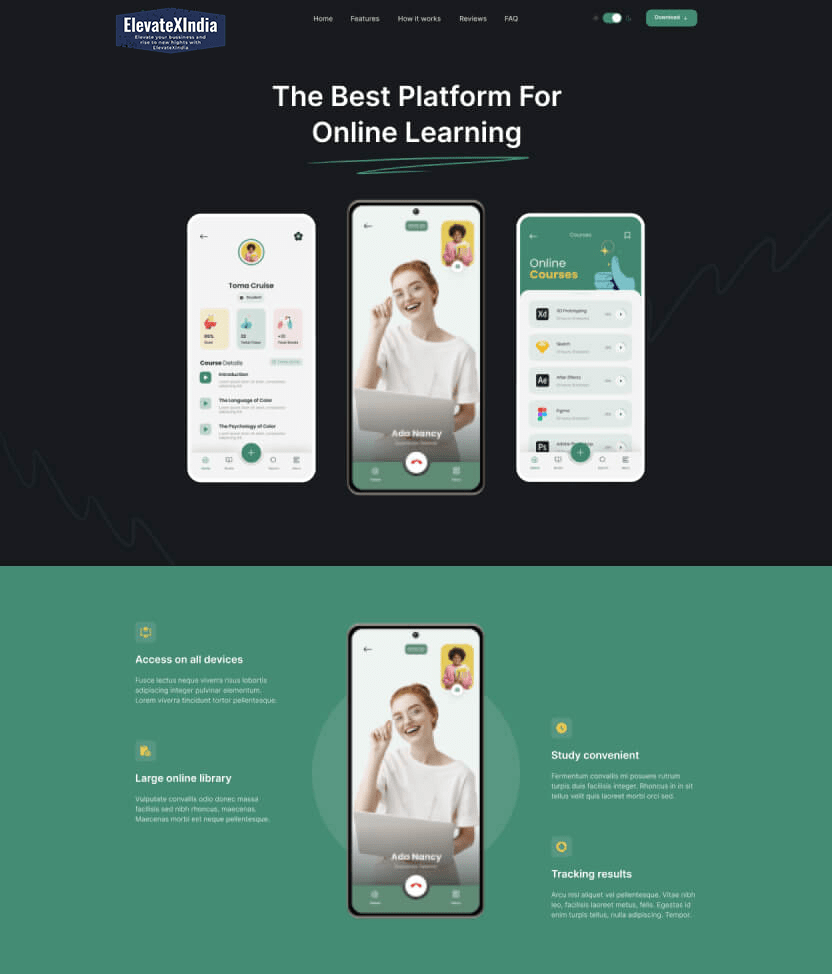 ElevateXIndia
Elevate your bussiness and
rise to new hights with
ElevateXIndia
Home
Features
How it works
Reviews
FAQ
Download
The Best Platform For
Online Learning
Toma Cruise
Student
Course Details
Introduction
The Language of Color
The Psychology of Color
Ada Nancy
Courses
Online
Courses
Xd
3D Prototyping
Sketch
Ae
After Effects
Figma
Ps
Access on all devices
Fusce lectus neque viverra risus lobortis
adipiscing integer pulvinar elementum.
Lorem viverra tincidunt tortor pellentesque.
Large online library
Vulputate convallis odio donec massa
facilisis sed nibh rhoncus, maecenas.
Maecenas morbi est neque pellentesque.
Ada Nancy
Study convenient
Fermentum convallis mi posuere rutrum
turpis duis facilisis integer. Rhoncus in in sit
tellus velit quis laoreet morbi orci sed.
Tracking results
Arcu nisi aliquet vel pellentesque. Vitae nibh
leo, facilisis laoreet metus, felis. Egestas id
enim turpis tellus, nulla adipiscing. Tempor.